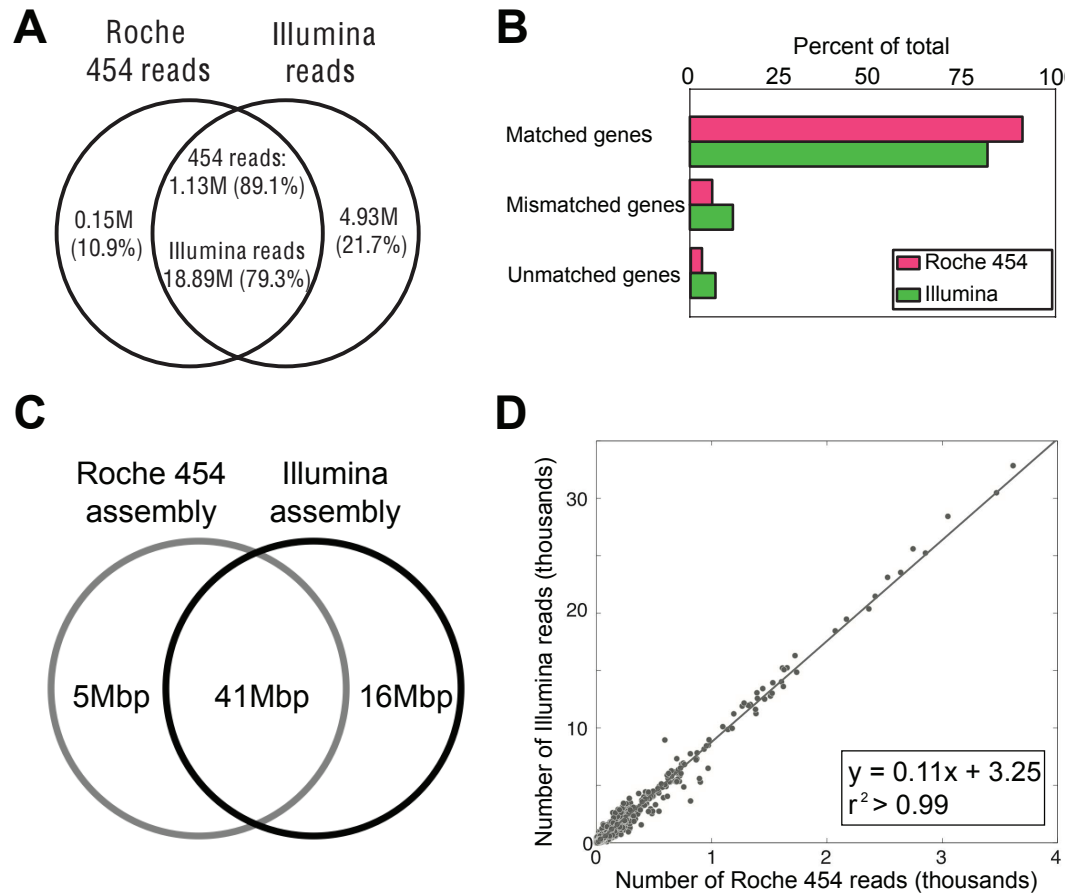 A
Roche
454 reads
Illumina
reads
454 reads:
1.13M (89.1%)
0.15M
(10.9%)
4.93M
(21.7%)
Illumina reads
18.89M (79.3%)
B
Percent of total
0 25 50 75 100
Matched genes
Mismatched genes
Unmatched genes
Roche 454
Illumina
C
Roche 454
assembly
Illumina
assembly
5Mbp
41Mbp
16Mbp
D
Number of Illumina reads (thousands)
30
20
10
0
y = 0.11x + 3.25
r² > 0.99
0 1 2 3 4
Number of Roche 454 reads (thousands)